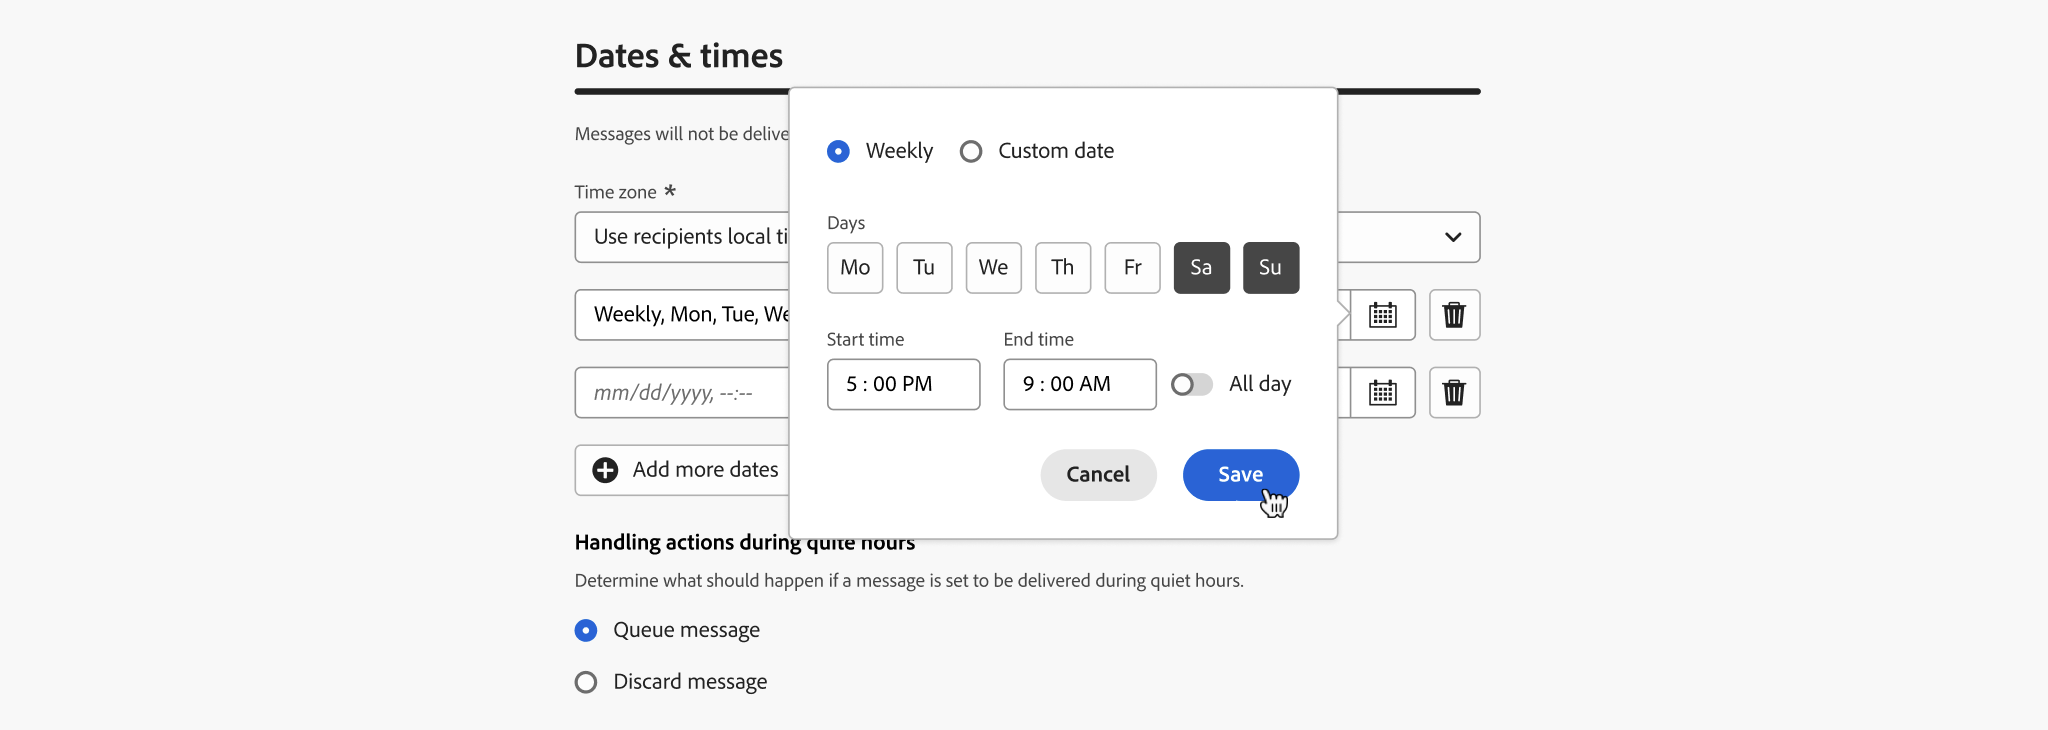 Dates & times
Messages will not be delive
Weekly Custom date
Time zone *
Days
Use recipients local ti
Mo Tu We Th Fr Sa Su
Weekly, Mon, Tue, We
Start time End time
5 : 00 PM 9 : 00 AM All day
mm/dd/yyyy, --:--
Add more dates
Cancel Save
Handling actions during quite hours
Determine what should happen if a message is set to be delivered during quiet hours.
Queue message
Discard message